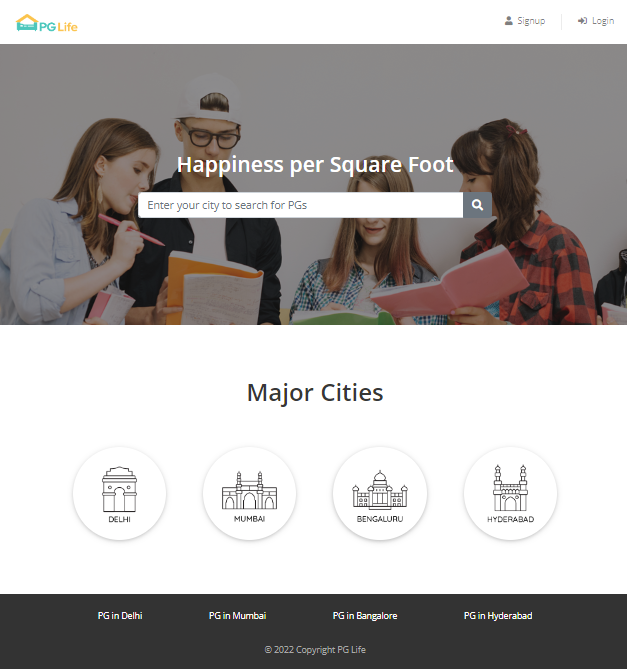 PG Life
Signup
Login
Happiness per Square Foot
Enter your city to search for PGs
Major Cities
DELHI
MUMBAI
BENGALURU
HYDERABAD
PG in Delhi
PG in Mumbai
PG in Bangalore
PG in Hyderabad
© 2022 Copyright PG Life